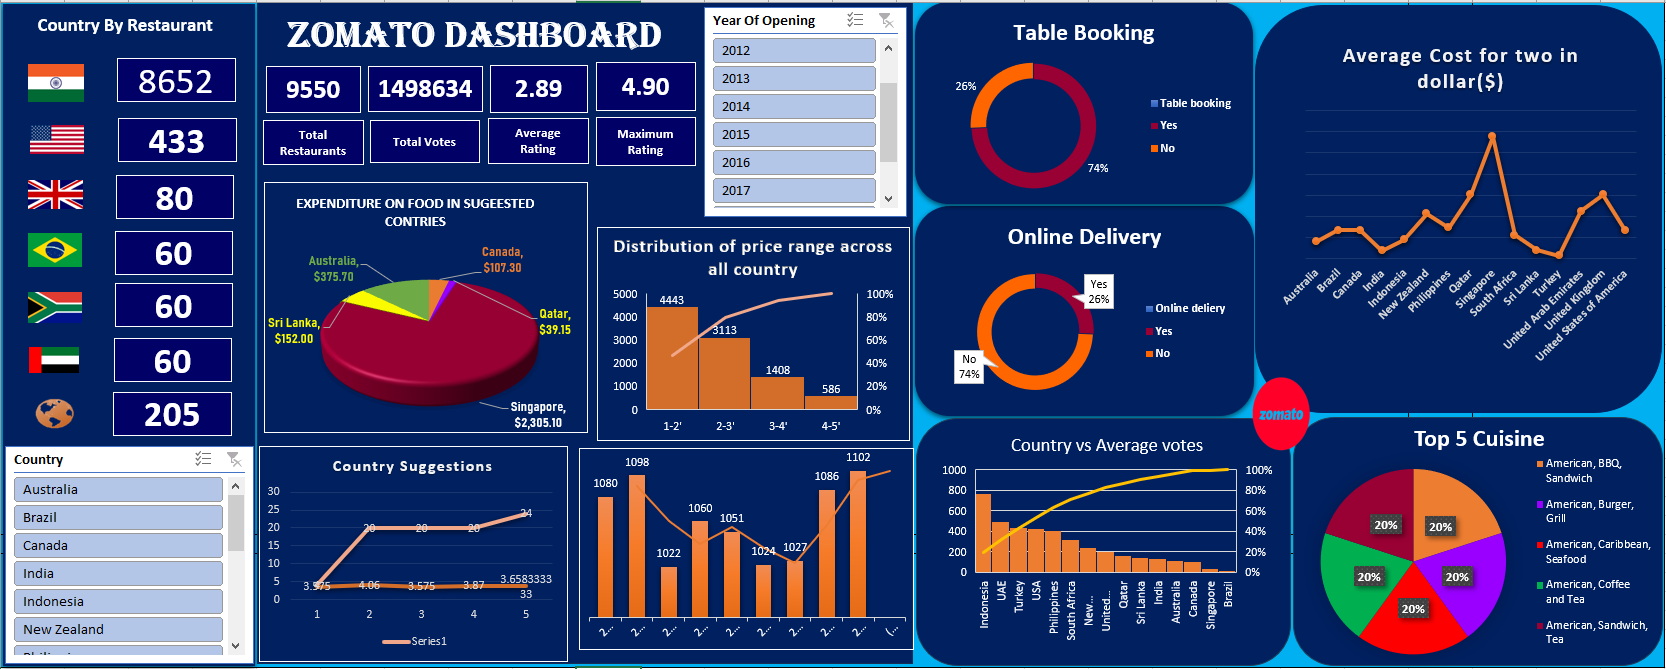 Country By Restaurant
8652
433
80
60
60
60
205
Country
Australia
Brazil
Canada
India
Indonesia
New Zealand
ZOMATO DASHBOARD
9550
1498634
2.89
4.90
Total
Restaurants
Total Votes
Average
Rating
Maximum
Rating
Year Of Opening
2012
2013
2014
2015
2016
2017
EXPENDITURE ON FOOD IN SUGEESTED
CONTRIES
Australia,
$375.70
Canada,
$107.30
Qatar,
$39.15
Sri Lanka,
$152.00
Singapore,
$2,305.10
Distribution of price range across
all country
5000
4000
3000
2000
1000
0
4443
3113
1408
586
100%
80%
60%
40%
20%
0%
1-2'
2-3'
3-4'
4-5'
Country Suggestions
30
25
20
15
10
5
0
20
20
20
24
3.575
4.06
3.575
3.87
3.6583333
33
1
2
3
4
5
Series1
1080
1098
1022
1060
1051
1024
1027
1086
1102
2...
2...
2...
2...
2...
2...
2...
2...
2...
(...
Table Booking
26%
74%
Table booking
Yes
No
Online Delivery
Yes
26%
No
74%
Online deliery
Yes
No
Average Cost for two in
dollar($)
Australia
Brazil
Canada
India
Indonesia
New Zealand
Philippines
Qatar
Singapore
South Africa
Sri Lanka
Turkey
United Arab Emirates
United Kingdom
United States of America
zomato
Country vs Average votes
1000
800
600
400
200
0
100%
80%
60%
40%
20%
0%
Indonesia
UAE
Turkey
USA
Philippines
South Africa
New...
United...
Qatar
Sri Lanka
India
Australia
Canada
Singapore
Brazil
Top 5 Cuisine
20%
20%
20%
20%
20%
American, BBQ,
Sandwich
American, Burger,
Grill
American, Caribbean,
Seafood
American, Coffee
and Tea
American, Sandwich,
Tea